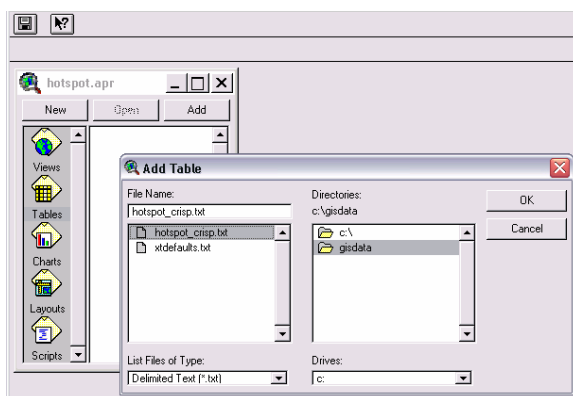 hotspot.apr
New Open Add
Views
Tables
Charts
Layouts
Scripts
Add Table
File Name:
hotspot_crisp.txt
hotspot_crisp.txt
xtdefaults.txt
List Files of Type:
Delimited Text (*.txt)
Directories:
c:\gisdata
c:\
gisdata
Drives:
c:
OK
Cancel